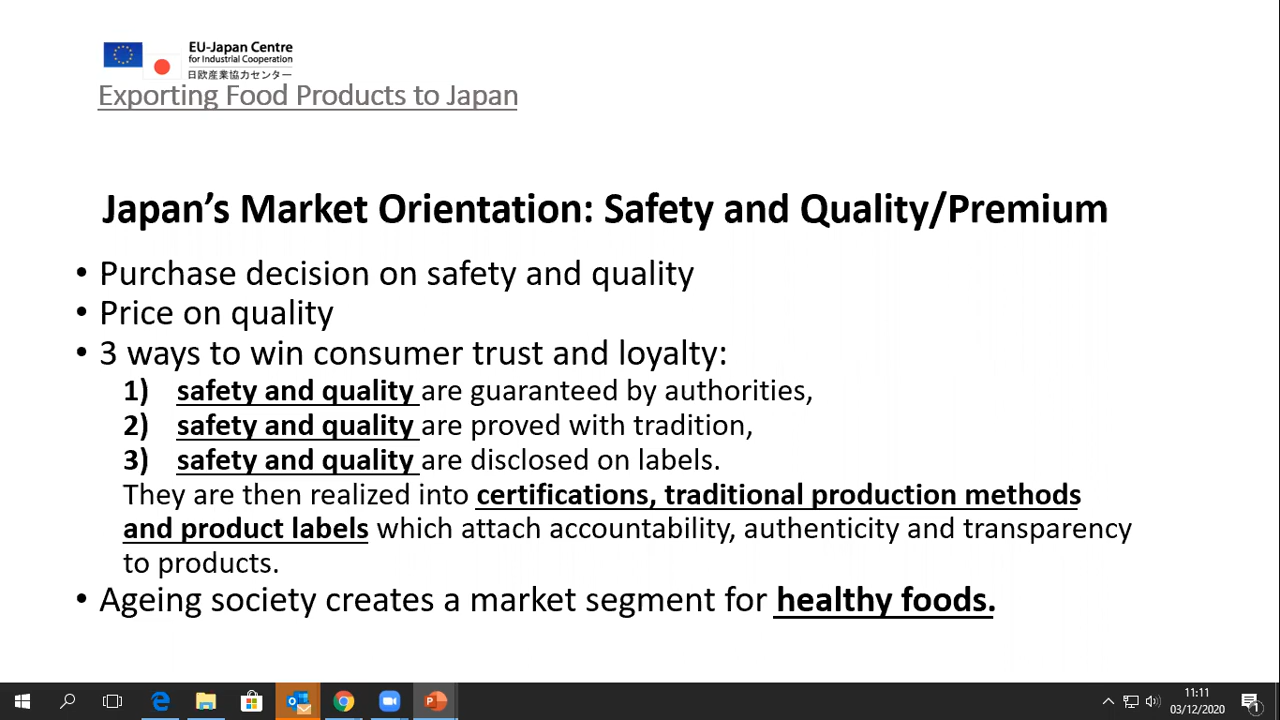 EU-Japan Centre
for Industrial Cooperation
日欧産業協力センター
Exporting Food Products to Japan
Japan's Market Orientation: Safety and Quality/Premium
• Purchase decision on safety and quality
• Price on quality
• 3 ways to win consumer trust and loyalty:
1) safety and quality are guaranteed by authorities,
2) safety and quality are proved with tradition,
3) safety and quality are disclosed on labels.
They are then realized into certifications, traditional production methods
and product labels which attach accountability, authenticity and transparency
to products.
• Ageing society creates a market segment for healthy foods.
11:11
03/12/2020
1